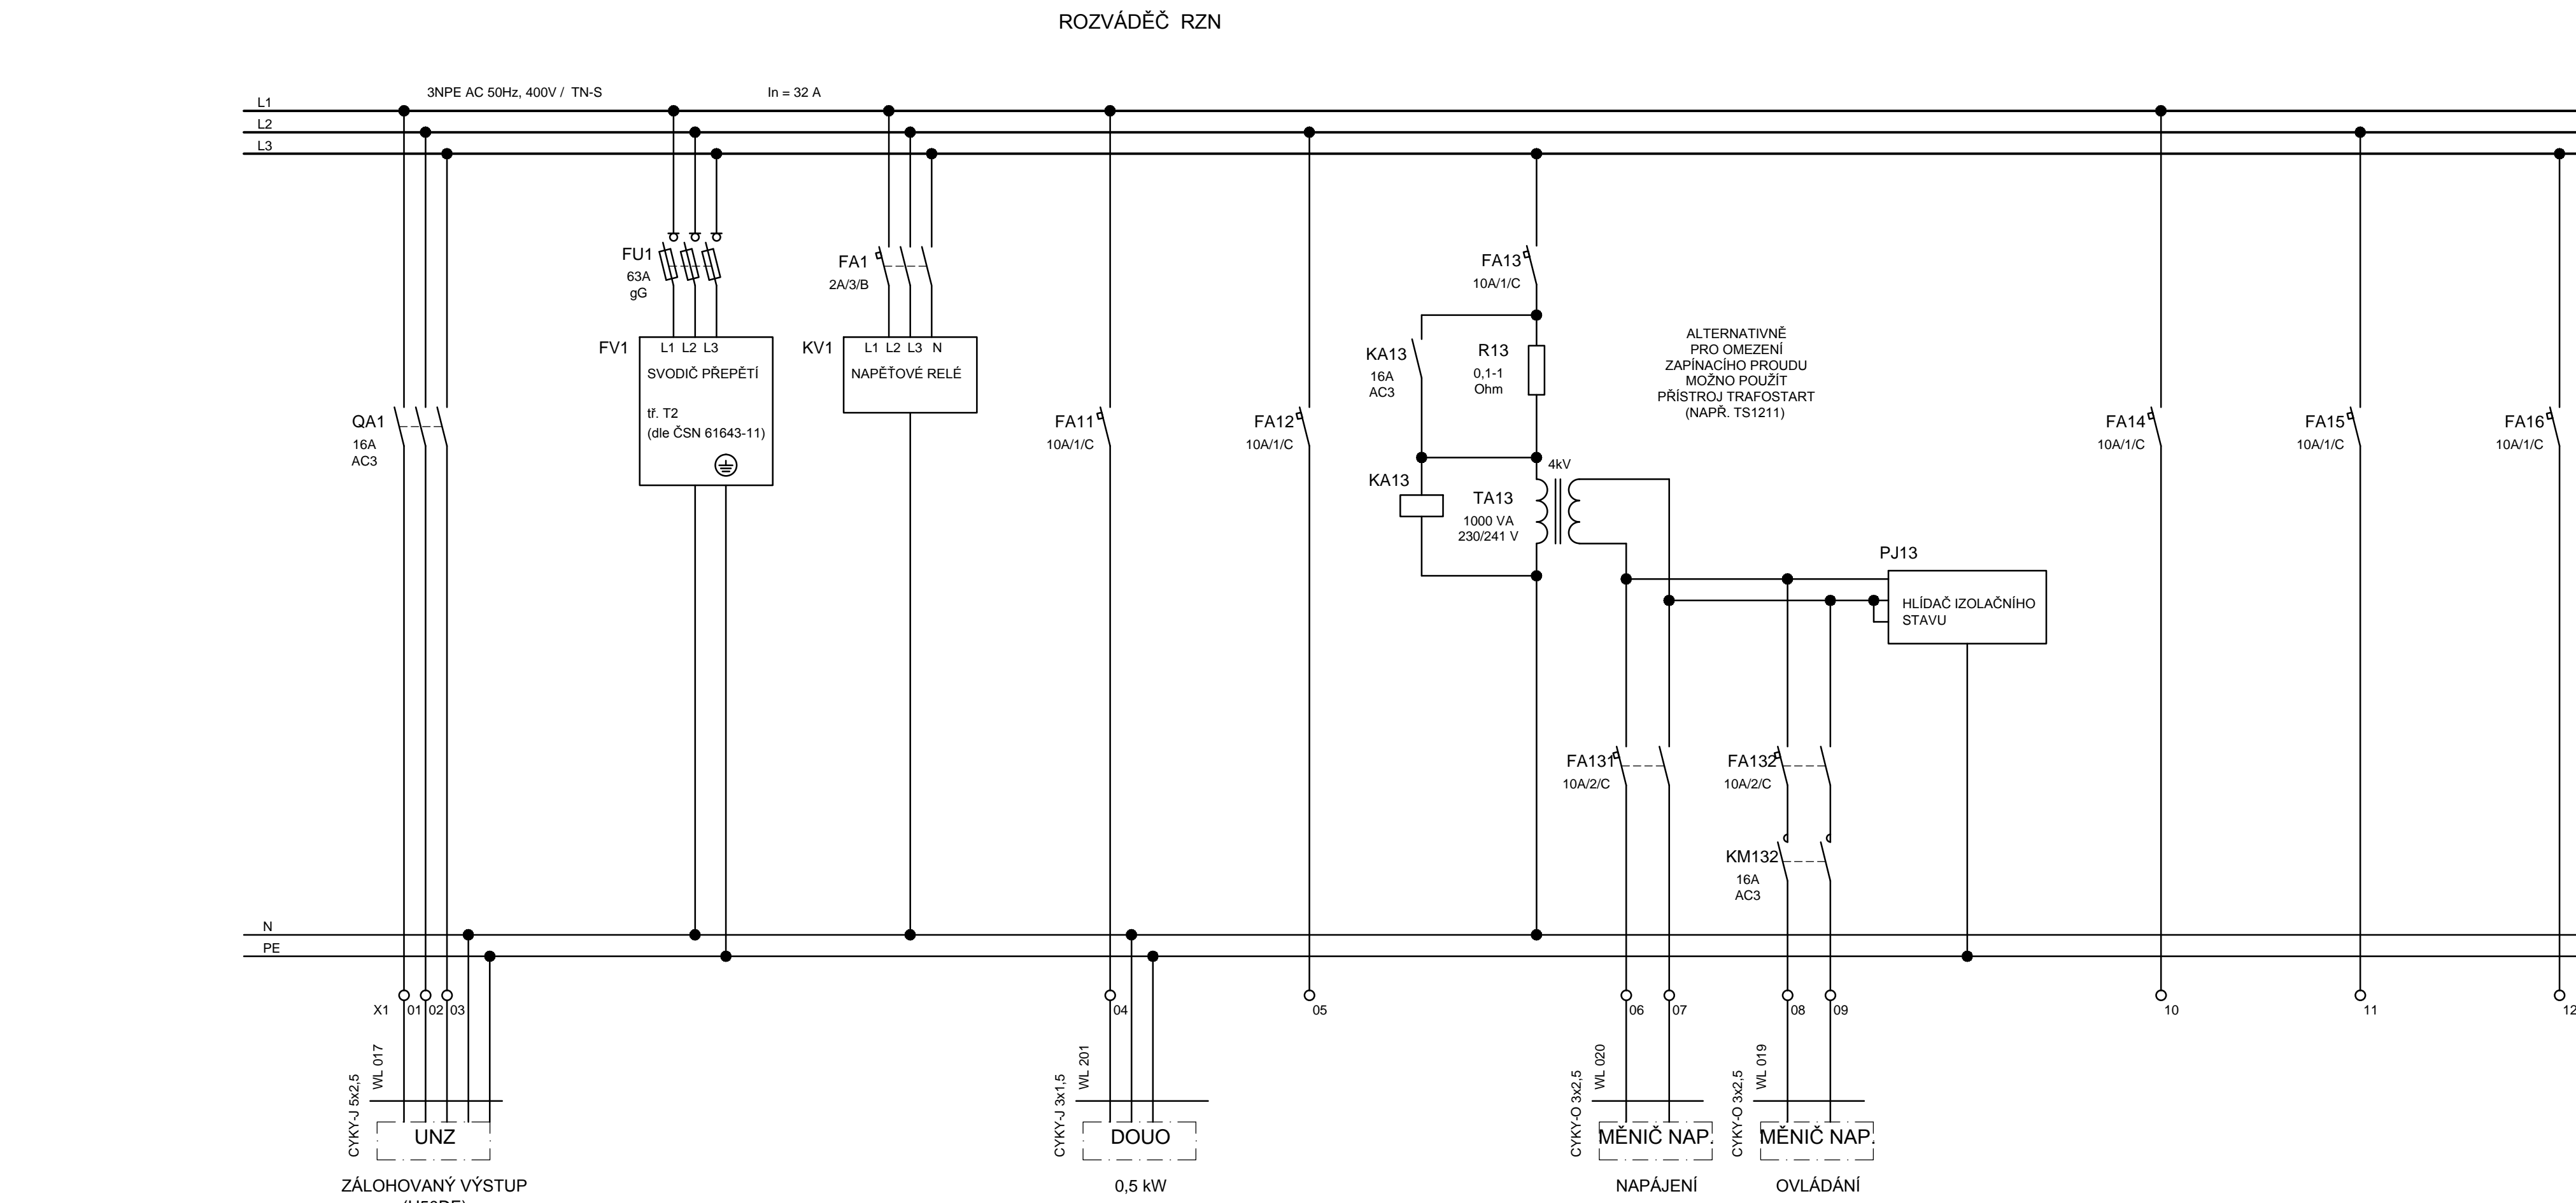 ROZVÁDĚČ RZN
3NPE AC 50Hz, 400V / TN-S
In = 32 A
L1
L2
L3
FU1
63A
gG
FA1
2A/3/B
FA13
10A/1/C
FV1
L1 L2 L3
SVODIČ PŘEPĚTÍ
tř. T2
(dle ČSN 61643-11)
KV1
L1 L2 L3 N
NAPĚŤOVÉ RELÉ
KA13
16A
AC3
R13
0,1-1
Ohm
ALTERNATIVNĚ
PRO OMEZENÍ
ZAPÍNACÍHO PROUDU
MOŽNO POUŽÍT
PŘÍSTROJ TRAFOSTART
(NAPŘ. TS1211)
QA1
16A
AC3
FA11
10A/1/C
FA12
10A/1/C
FA14
10A/1/C
FA15
10A/1/C
FA16
10A/1/C
4kV
KA13
TA13
1000 VA
230/241 V
PJ13
HLÍDAČ IZOLAČNÍHO
STAVU
FA131
10A/2/C
FA132
10A/2/C
KM132
16A
AC3
N
PE
X1
01
02
03
04
05
06
07
08
09
10
11
12
CYKY-J 5x2,5
WL 017
CYKY-J 3x1,5
WL 201
CYKY-O 3x2,5
WL 020
CYKY-O 3x2,5
WL 019
UNZ
DOUO
MĚNIČ NAP.
MĚNIČ NAP.
ZÁLOHOVANÝ VÝSTUP
0,5 kW
NAPÁJENÍ
OVLÁDÁNÍ